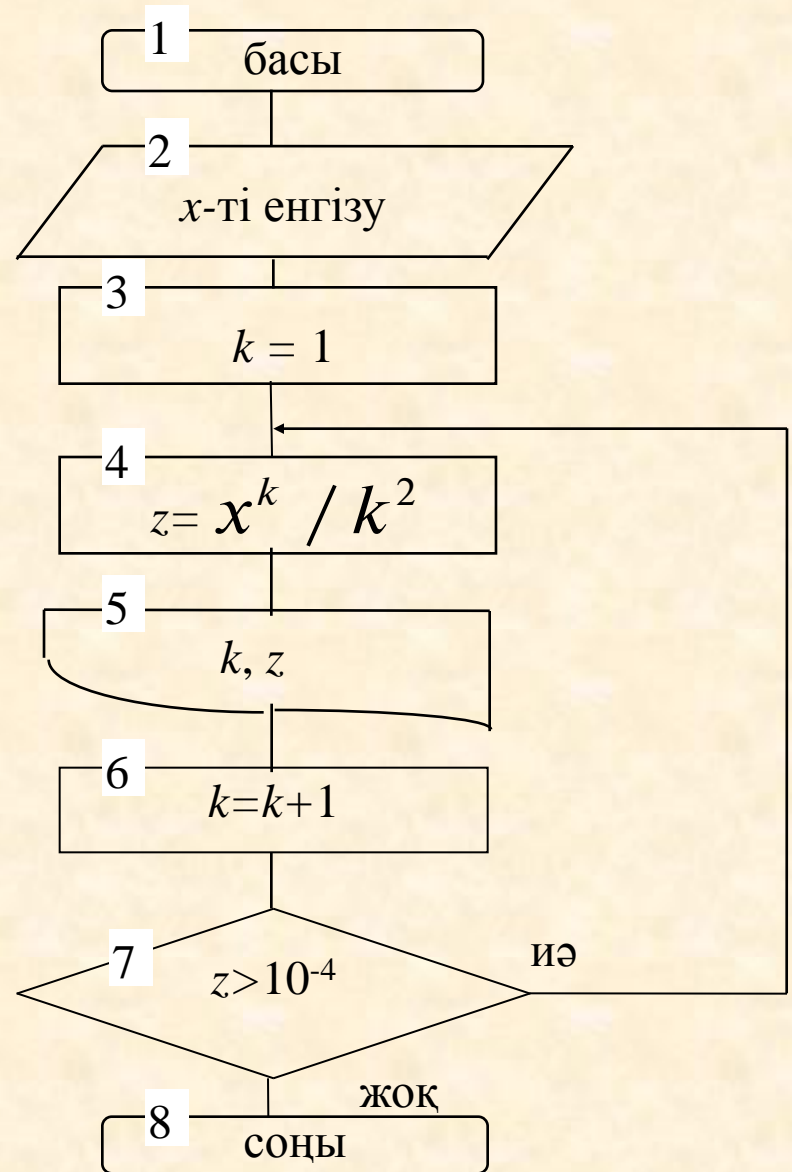 1
басы
2
x-ті енгізу
3
k = 1
4
z= x^k / k^2
5
k, z
6
k=k+1
7
z>10^-4
иә
жоқ
8
соңы